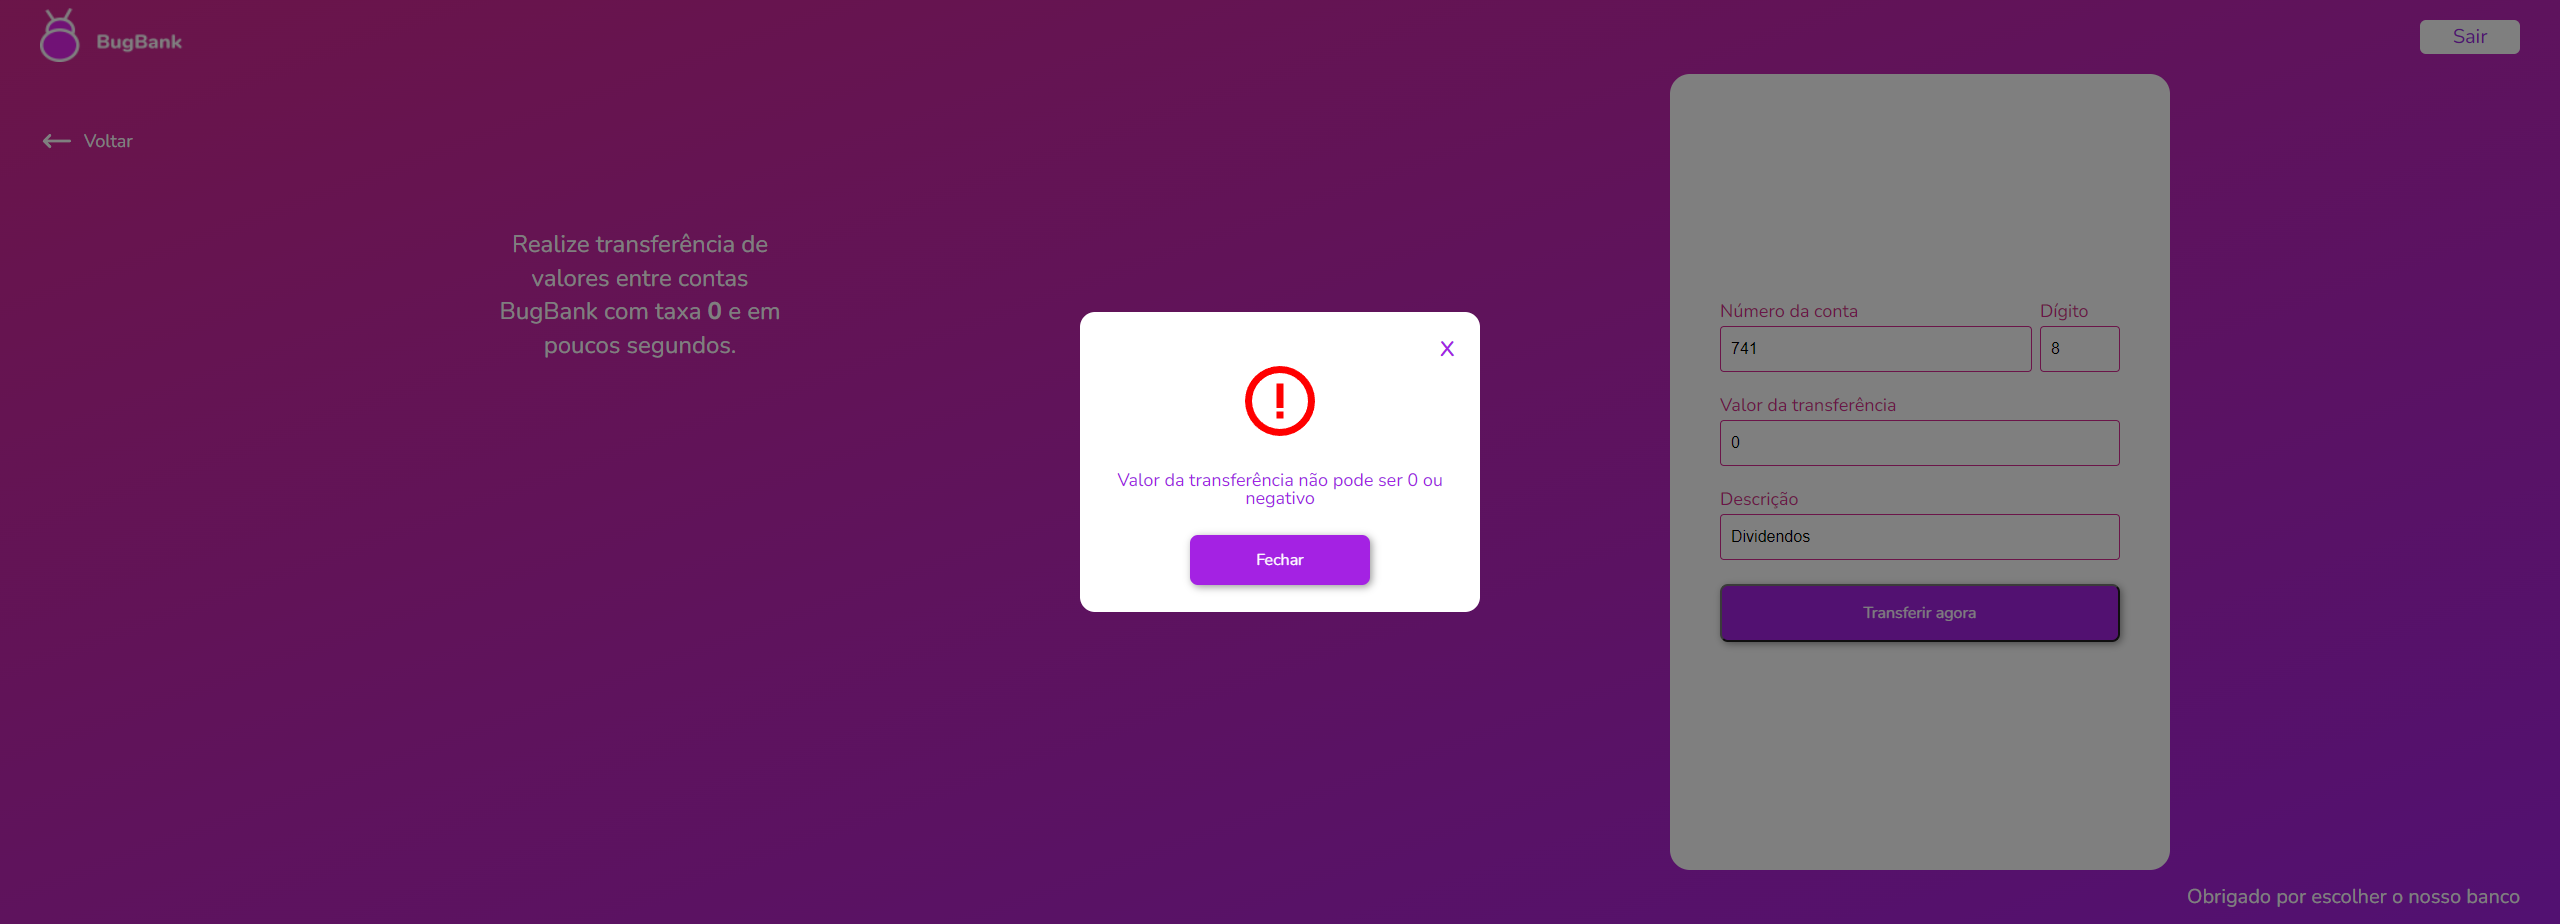 BugBank
Sair
Voltar
Realize transferência de
valores entre contas
BugBank com taxa 0 e em
poucos segundos.
X
Valor da transferência não pode ser 0 ou
negativo
Fechar
Número da conta
Dígito
741
8
Valor da transferência
0
Descrição
Dividendos
Transferir agora
Obrigado por escolher o nosso banco